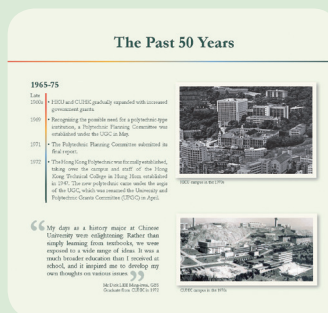 The Past 50 Years
1965-75
Late
1960s • HKU and CUHK gradually expanded with increased
government grants.
1969 • Recognising the possible need for a polytechnic-type
institution, a Polytechnic Planning Committee was
established under the UGC in May.
1971 • The Polytechnic Planning Committee submitted its
final report.
1972 • The Hong Kong Polytechnic was formally established,
taking over the campus and staff of the Hong
Kong Technical College in Hung Hom established
in 1947. The new polytechnic came under the aegis
of the UGC, which was renamed the University and
Polytechnic Grants Committee (UPGC) in April.
HKU campus in the 1970s
“ My days as a history major at Chinese
University were enlightening. Rather than
simply learning from textbooks, we were
exposed to a wide range of ideas. It was a
much broader education than I received at
school, and it inspired me to develop my
own thoughts on various issues. ”
Graduate from CUHK in 1972
CUHK campus in the 1970s